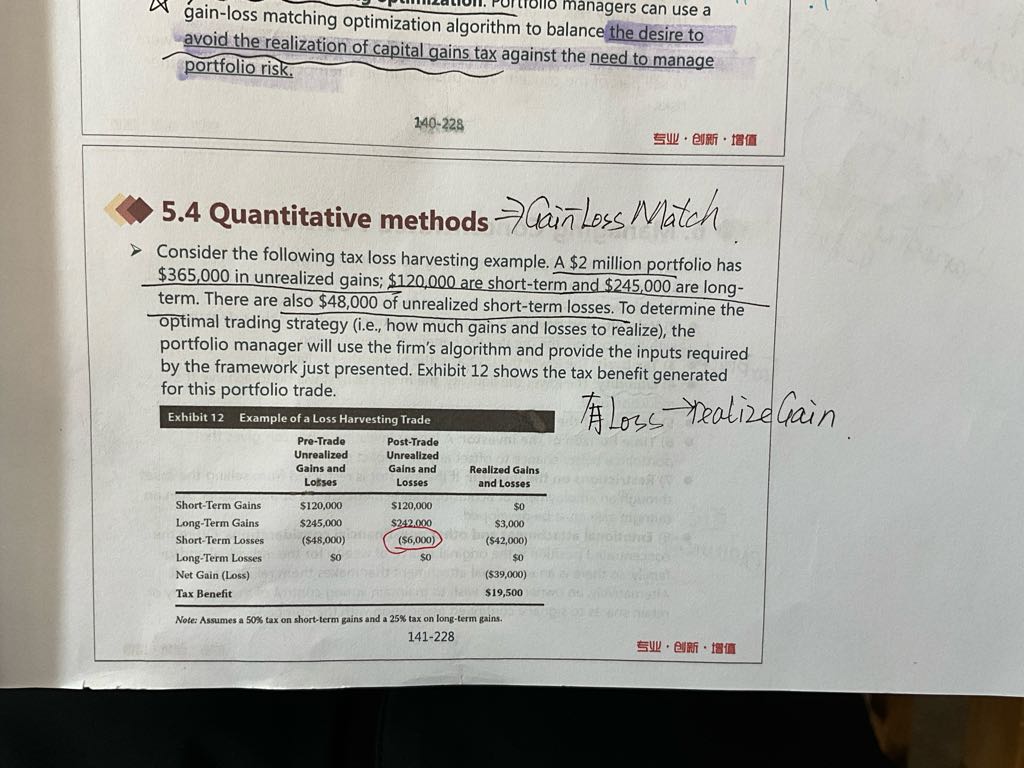 optimization. Portfolio managers can use a
gain-loss matching optimization algorithm to balance the desire to
avoid the realization of capital gains tax against the need to manage
portfolio risk.
140-228
专业·创新·增值
5.4 Quantitative methods → Gain Loss Match
Consider the following tax loss harvesting example. A $2 million portfolio has
$365,000 in unrealized gains; $120,000 are short-term and $245,000 are long-
term. There are also $48,000 of unrealized short-term losses. To determine the
optimal trading strategy (i.e., how much gains and losses to realize), the
portfolio manager will use the firm's algorithm and provide the inputs required
by the framework just presented. Exhibit 12 shows the tax benefit generated
for this portfolio trade.
有Loss → realize Gain
Exhibit 12 Example of a Loss Harvesting Trade
Pre-Trade Unrealized Gains and Losses
Post-Trade Unrealized Gains and Losses
Realized Gains and Losses
Short-Term Gains $120,000 $120,000 $0
Long-Term Gains $245,000 $242,000 $3,000
Short-Term Losses ($48,000) ($6,000) ($42,000)
Long-Term Losses $0 $0 $0
Net Gain (Loss) ($39,000)
Tax Benefit $19,500
Note: Assumes a 50% tax on short-term gains and a 25% tax on long-term gains.
141-228
专业·创新·增值